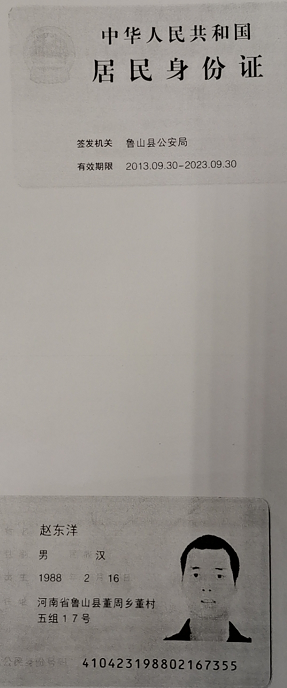 中华人民共和国
居民身份证
签发机关 鲁山县公安局
有效期限 2013.09.30-2023.09.30
赵东洋
男 汉
1988 2 16
河南省鲁山县董周乡董村
五组17号
410423198802167355